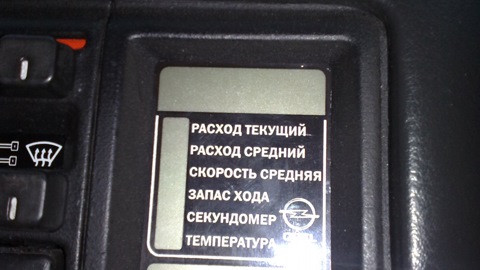 РАСХОД ТЕКУЩИЙ
РАСХОД СРЕДНИЙ
СКОРОСТЬ СРЕДНЯЯ
ЗАПАС ХОДА
СЕКУНДОМЕР
ТЕМПЕРАТУРА